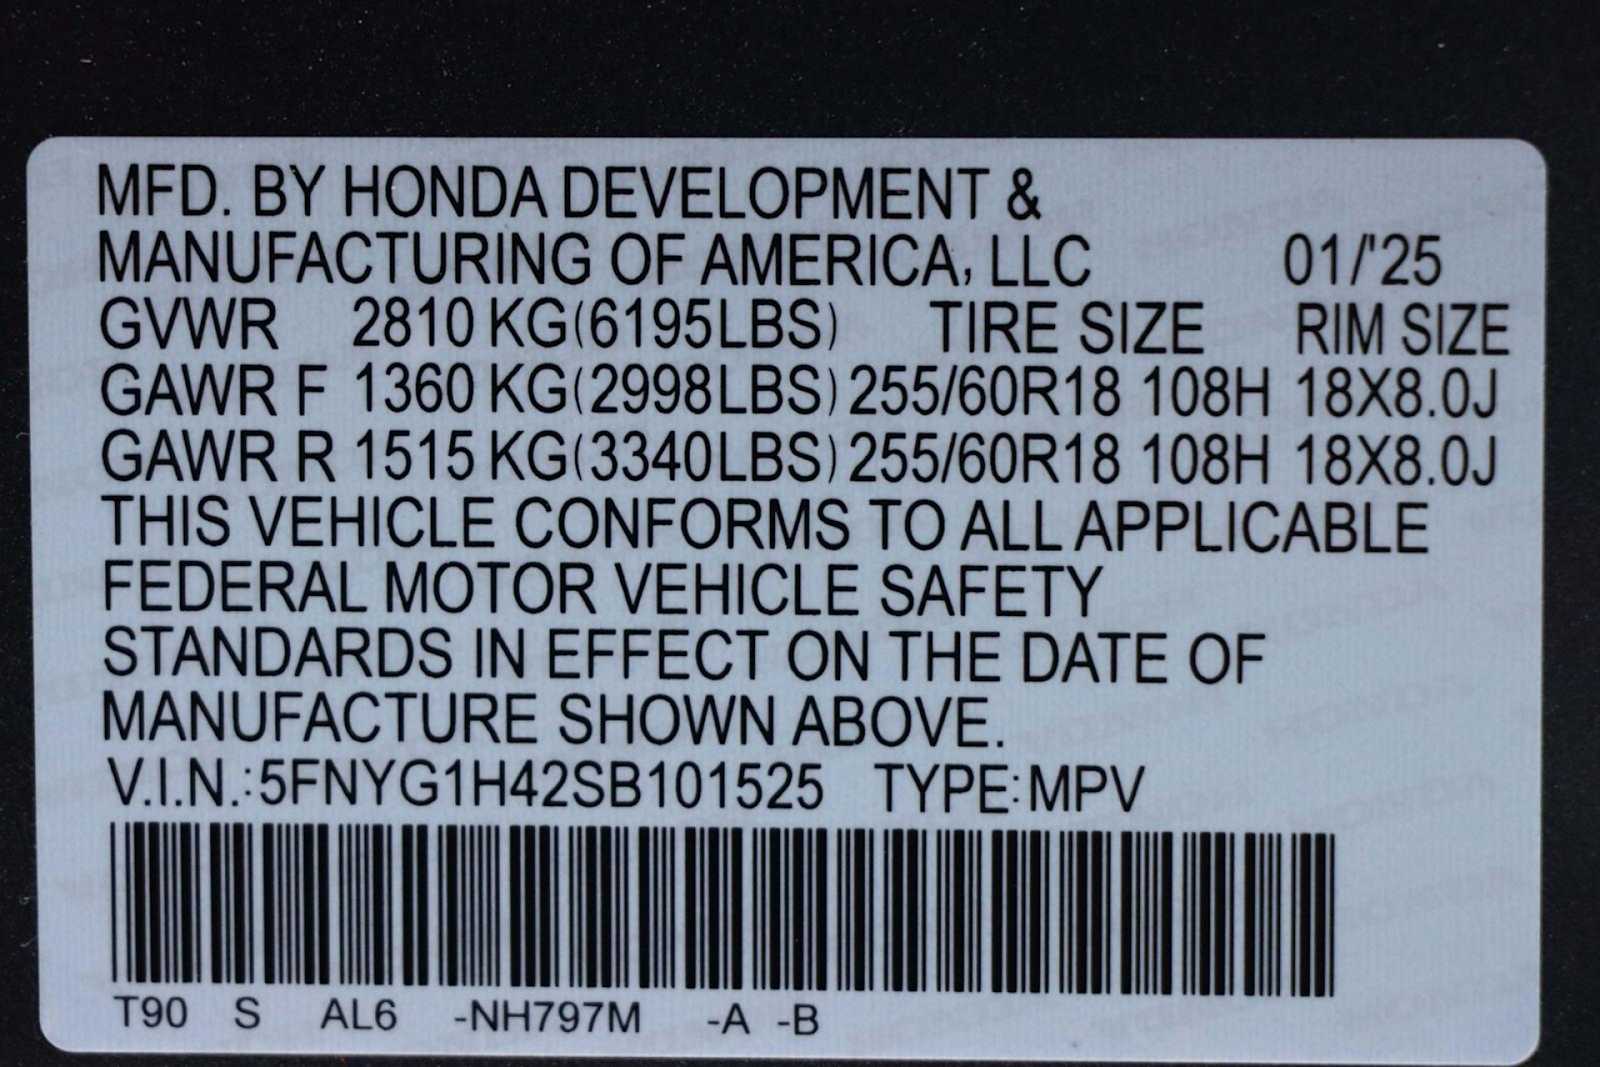 MFD. BY HONDA DEVELOPMENT &
MANUFACTURING OF AMERICA, LLC 01/'25
GVWR 2810 KG(6195LBS) TIRE SIZE RIM SIZE
GAWR F 1360 KG(2998LBS) 255/60R18 108H 18X8.0J
GAWR R 1515 KG(3340LBS) 255/60R18 108H 18X8.0J
THIS VEHICLE CONFORMS TO ALL APPLICABLE
FEDERAL MOTOR VEHICLE SAFETY
STANDARDS IN EFFECT ON THE DATE OF
MANUFACTURE SHOWN ABOVE.
V.I.N.:5FNYG1H42SB101525 TYPE:MPV
T90 S AL6 -NH797M -A -B